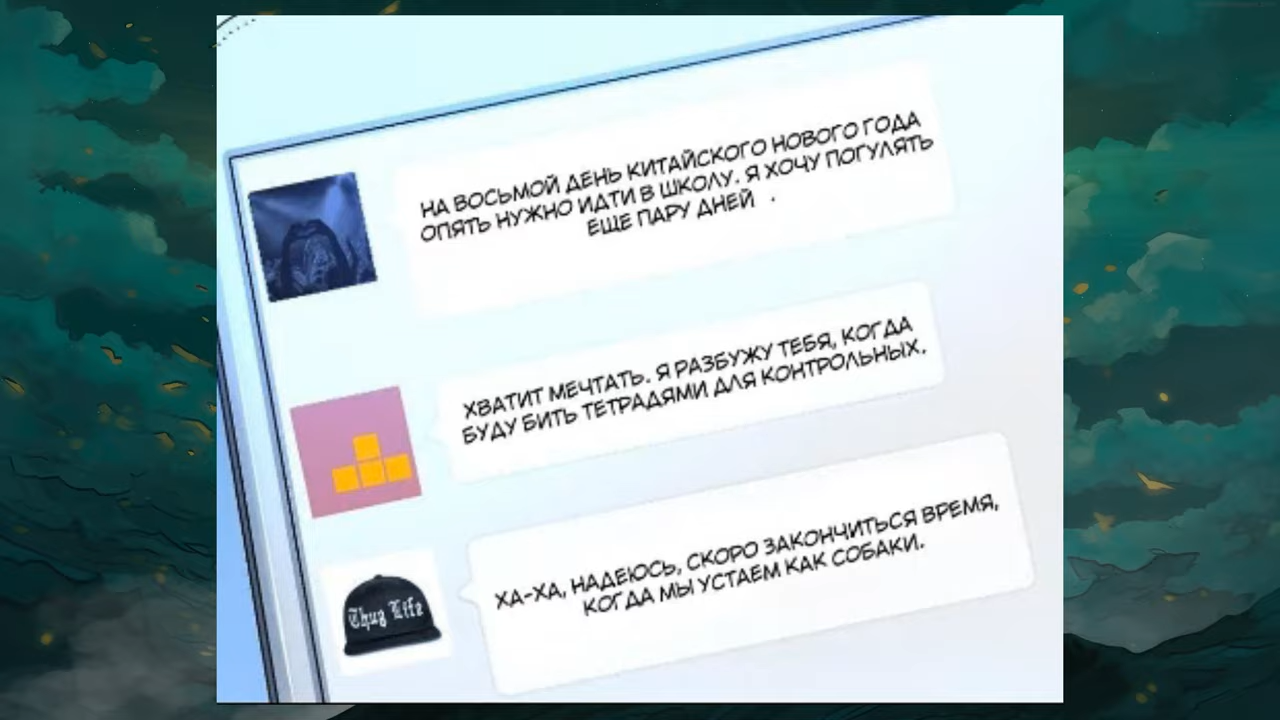 НА ВОСЬМОЙ ДЕНЬ КИТАЙСКОГО НОВОГО ГОДА
ОПЯТЬ НУЖНО ИДТИ В ШКОЛУ. Я ХОЧУ ПОГУЛЯТЬ
ЕЩЕ ПАРУ ДНЕЙ .
ХВАТИТ МЕЧТАТЬ. Я РАЗБУЖУ ТЕБЯ, КОГДА
БУДУ БИТЬ ТЕТРАДЯМИ ДЛЯ КОНТРОЛЬНЫХ.
Thug Life
ХА-ХА, НАДЕЮСЬ, СКОРО ЗАКОНЧИТЬСЯ ВРЕМЯ,
КОГДА МЫ УСТАЕМ КАК СОБАКИ.